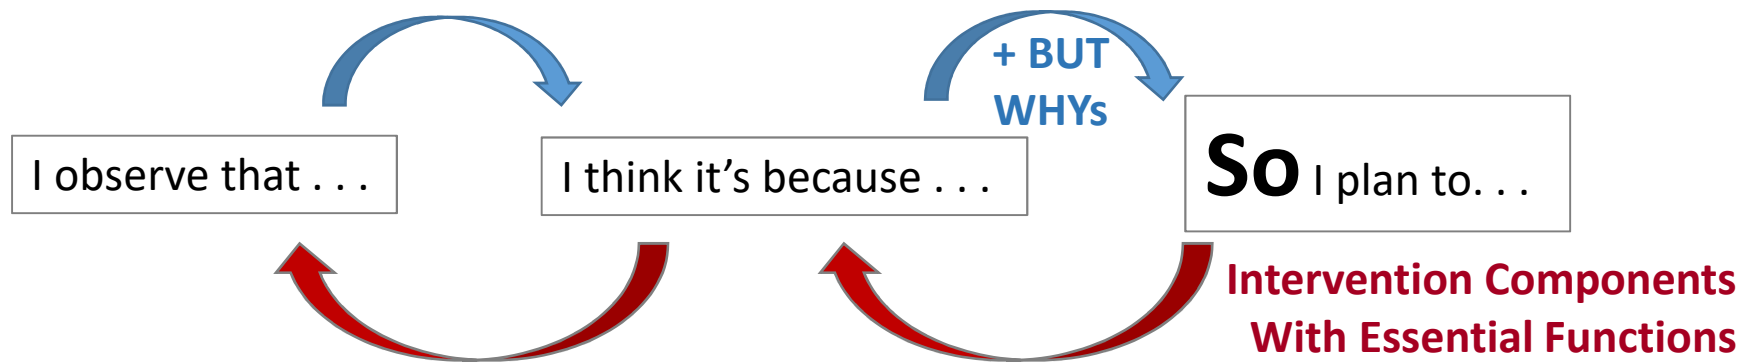 + BUT
WHYs
I observe that . . .
I think it’s because . . .
So I plan to. . .
Intervention Components
With Essential Functions